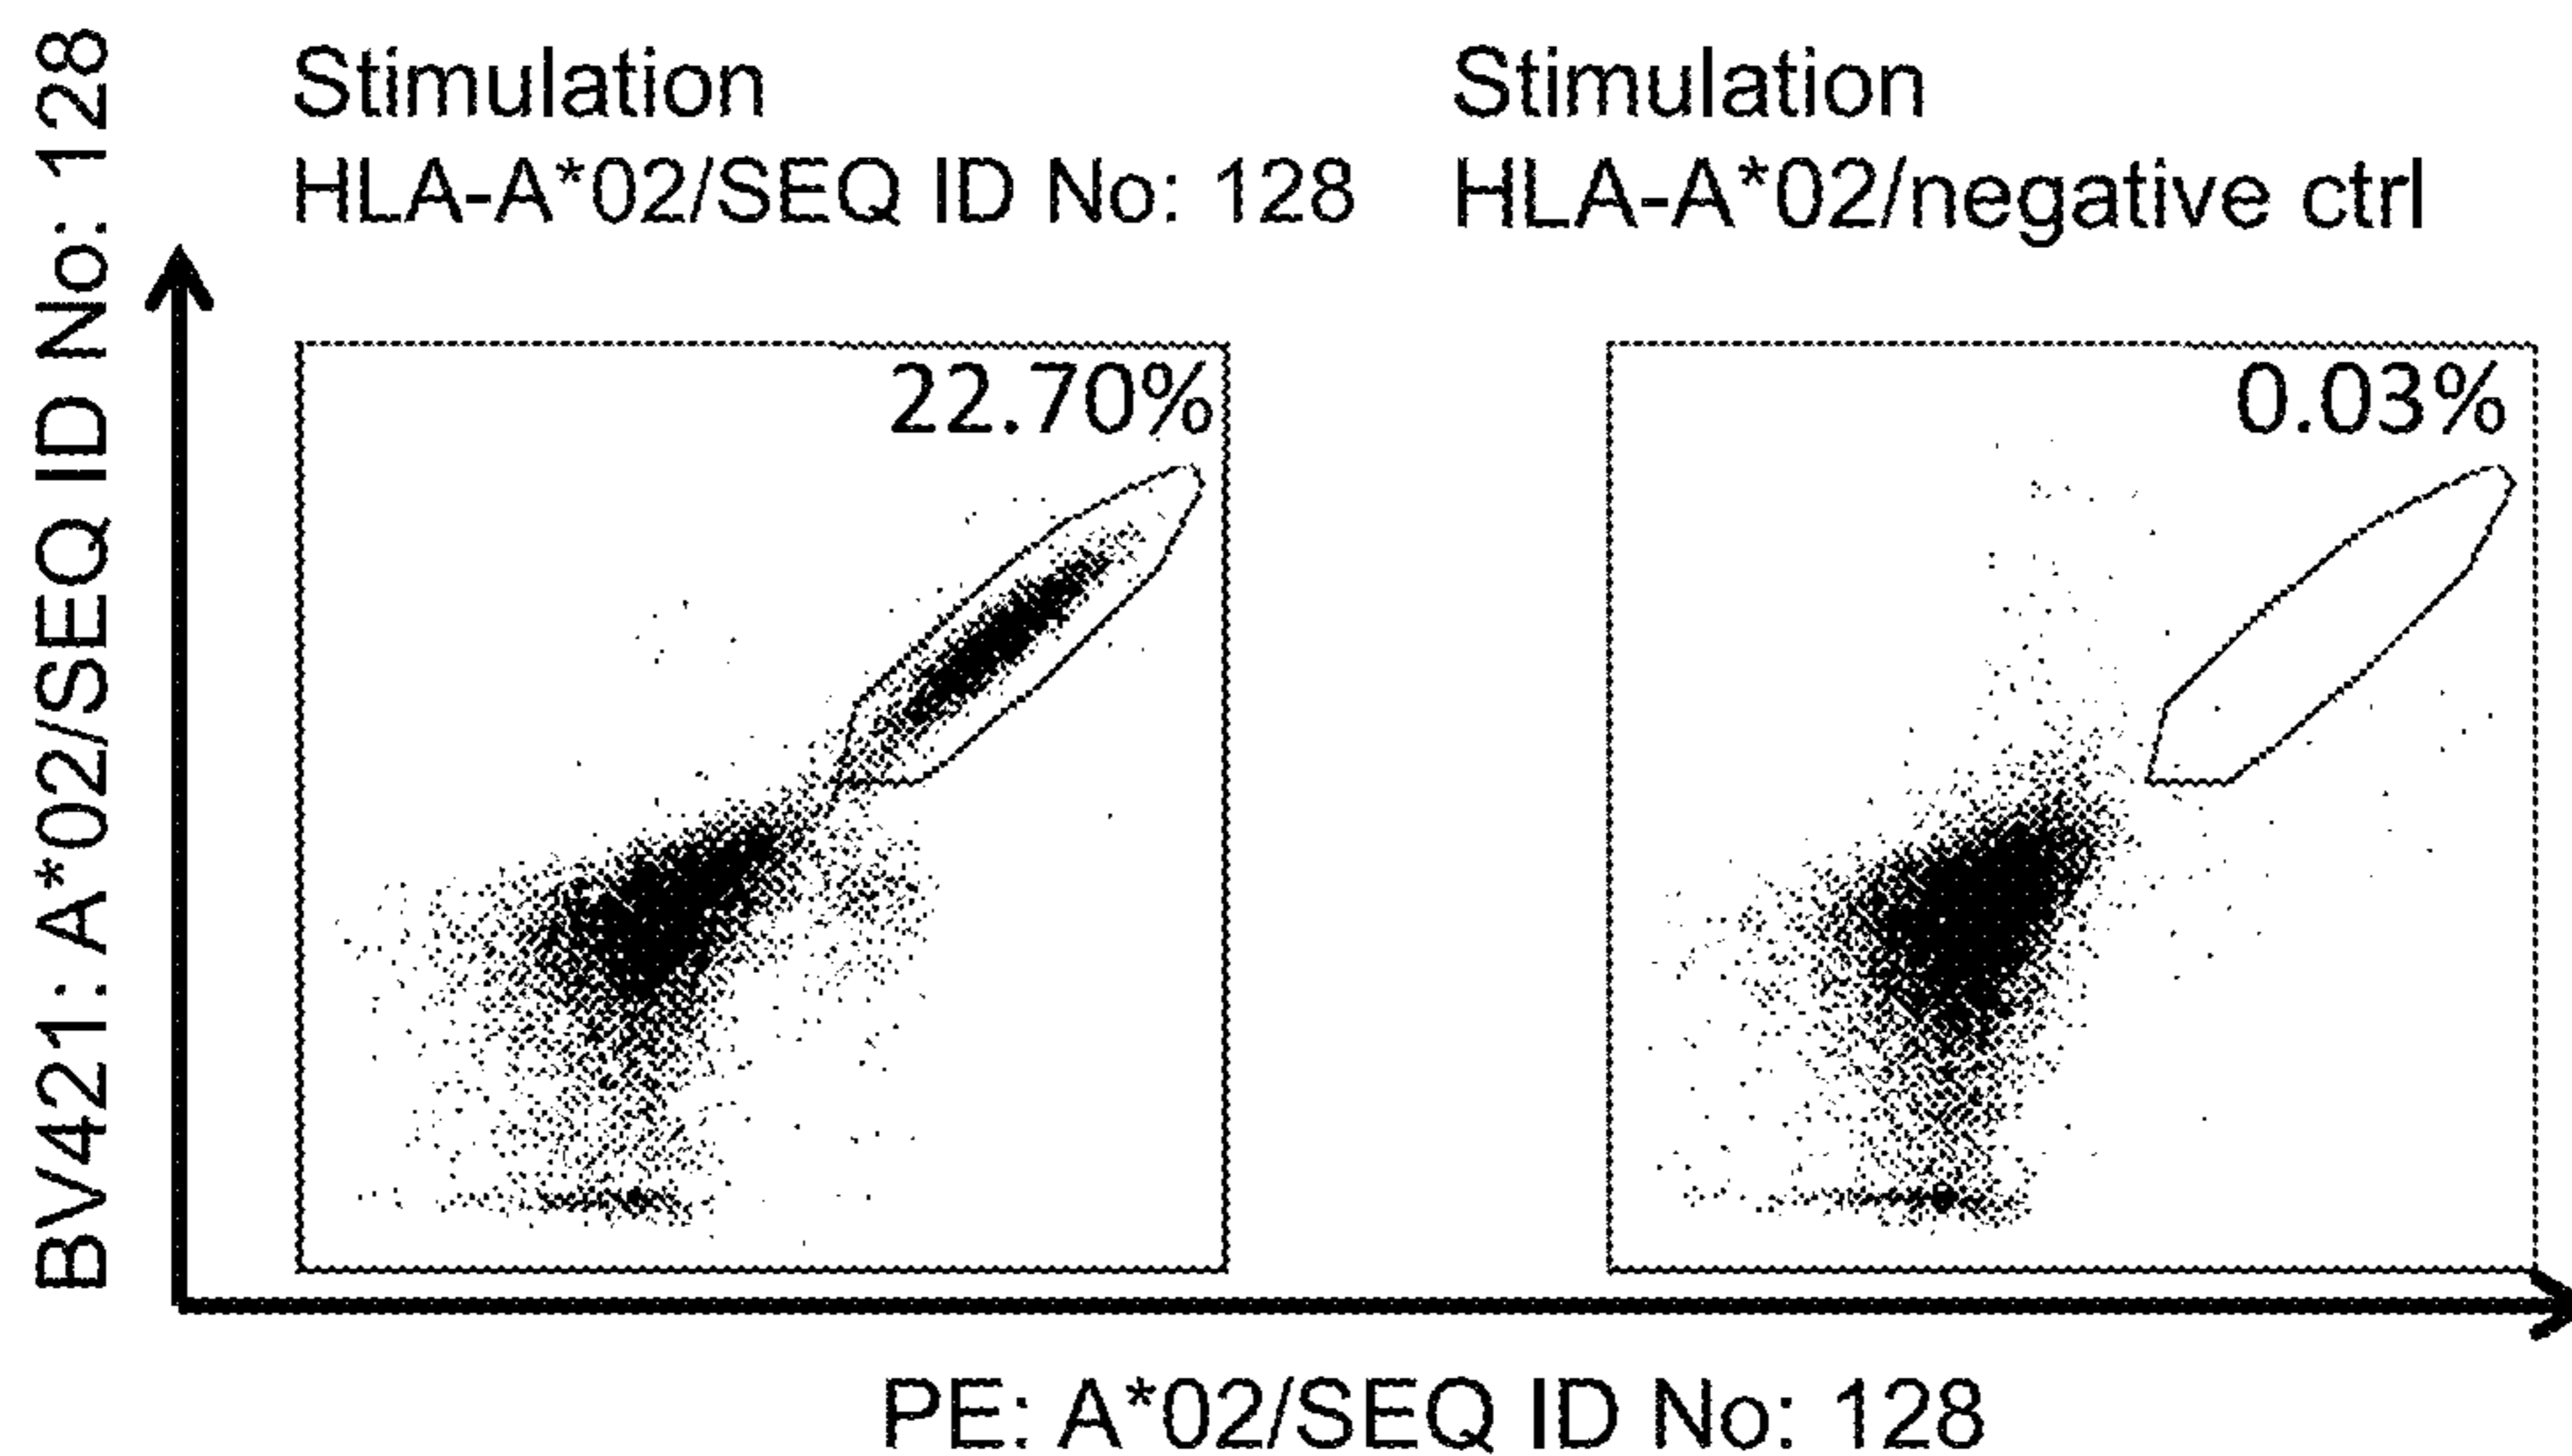 BV421: A*02/SEQ ID No: 128
Stimulation
HLA-A*02/SEQ ID No: 128
Stimulation
HLA-A*02/negative ctrl
22.70%
0.03%
PE: A*02/SEQ ID No: 128